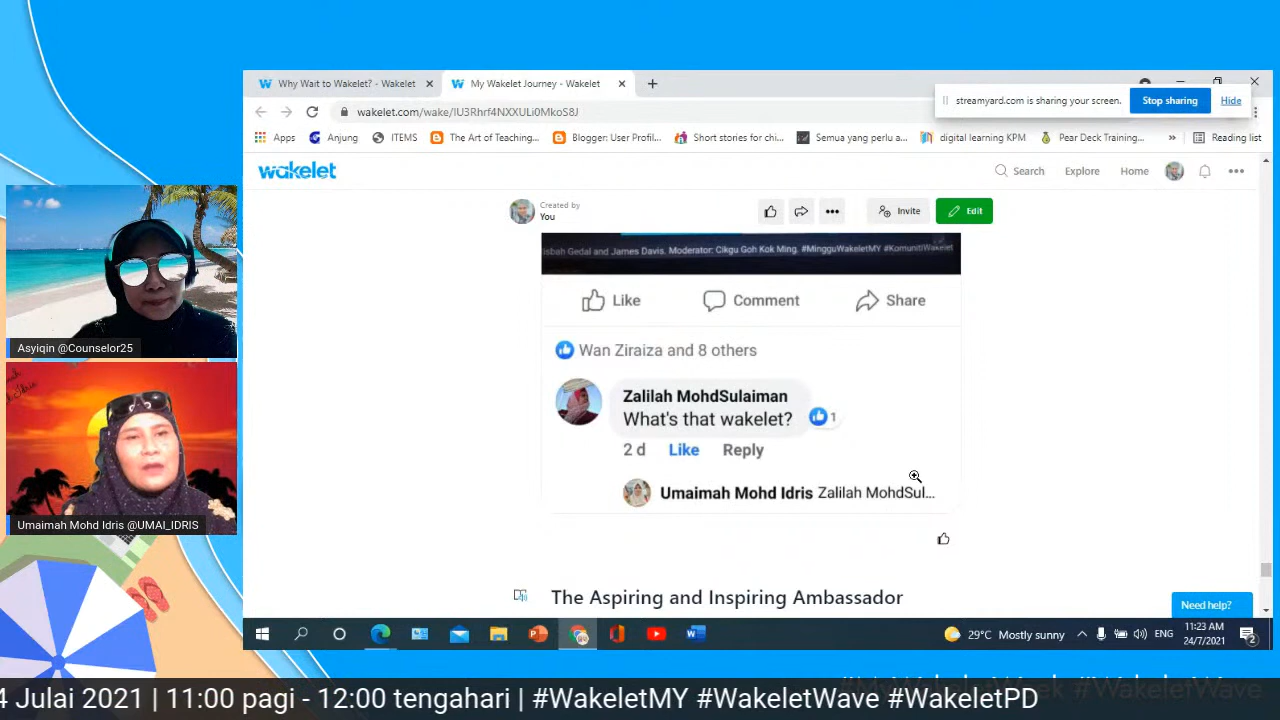 Why Wait to Wakelet? - Wakelet
My Wakelet Journey - Wakelet
streamyard.com is sharing your screen.
Stop sharing
Hide
wakelet.com/wake/IU3Rhrf4NXXULi0MkoS8J
Apps
Anjung
ITEMS
The Art of Teaching...
Blogger: User Profil...
Short stories for chi...
Semua yang perlu a...
digital learning KPM
Pear Deck Training...
Reading list
wakelet
Search
Explore
Home
Created by
You
Invite
Edit
isbah Gedal and James Davis. Moderator: Cikgu Goh Kok Ming. #MingguWakeletMY #KomunitiWakelet
Like
Comment
Share
Wan Ziraiza and 8 others
Zalilah MohdSulaiman
What's that wakelet?
1
2 d
Like
Reply
Umaimah Mohd Idris Zalilah MohdSul...
The Aspiring and Inspiring Ambassador
Need help?
29°C Mostly sunny
ENG
11:23 AM
24/7/2021
2
Asyiqin @Counselor25
Umaimah Mohd Idris @UMAI_IDRIS
4 Julai 2021 | 11:00 pagi - 12:00 tengahari | #WakeletMY #WakeletWave #WakeletPD
#MyWakeletWeek #WakeletWave